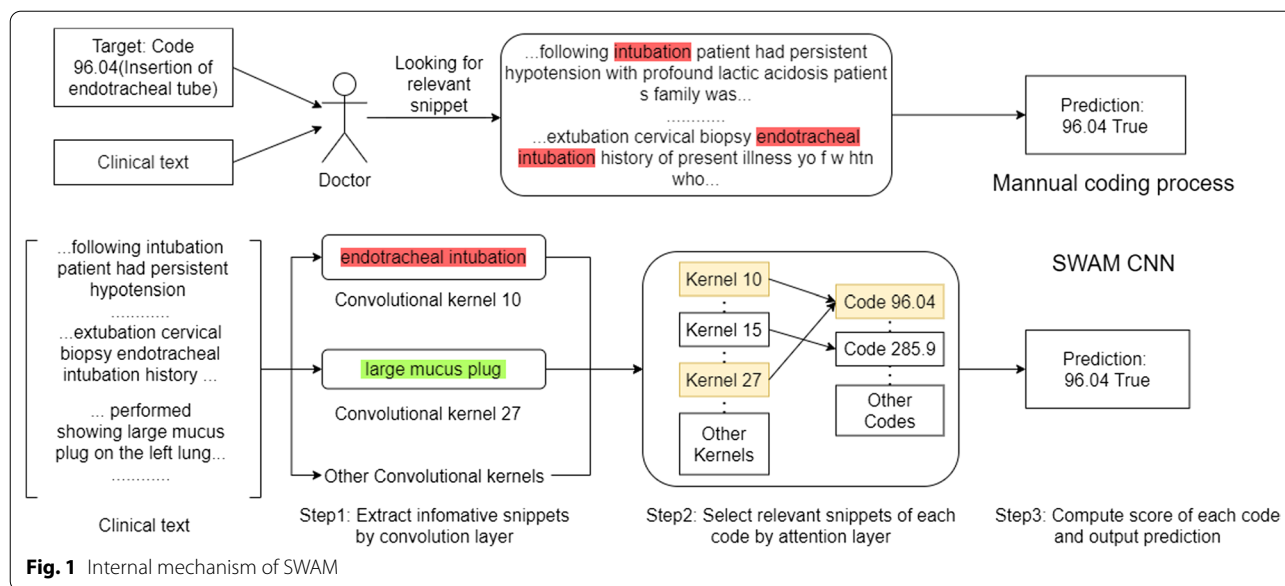 Target: Code
96.04(Insertion of
endotracheal tube)
Clinical text
Doctor
Looking for
relevant
snippet
...following intubation patient had persistent
hypotension with profound lactic acidosis patient
s family was...
............
...extubation cervical biopsy endotracheal
intubation history of present illness yo f w htn
who...
Prediction:
96.04 True
Mannual coding process
...following intubation
patient had persistent
hypotension
............
...extubation cervical
biopsy endotracheal
intubation history ...
... performed
showing large mucus
plug on the left lung...
............
Clinical text
endotracheal intubation
Convolutional kernel 10
large mucus plug
Convolutional kernel 27
Other Convolutional kernels
Step1: Extract infomative snippets
by convolution layer
Kernel 10
Kernel 15
Kernel 27
Other
Kernels
Code 96.04
Code 285.9
Other
Codes
Step2: Select relevant snippets of each
code by attention layer
SWAM CNN
Prediction:
96.04 True
Step3: Compute score of each code
and output prediction
Fig. 1 Internal mechanism of SWAM